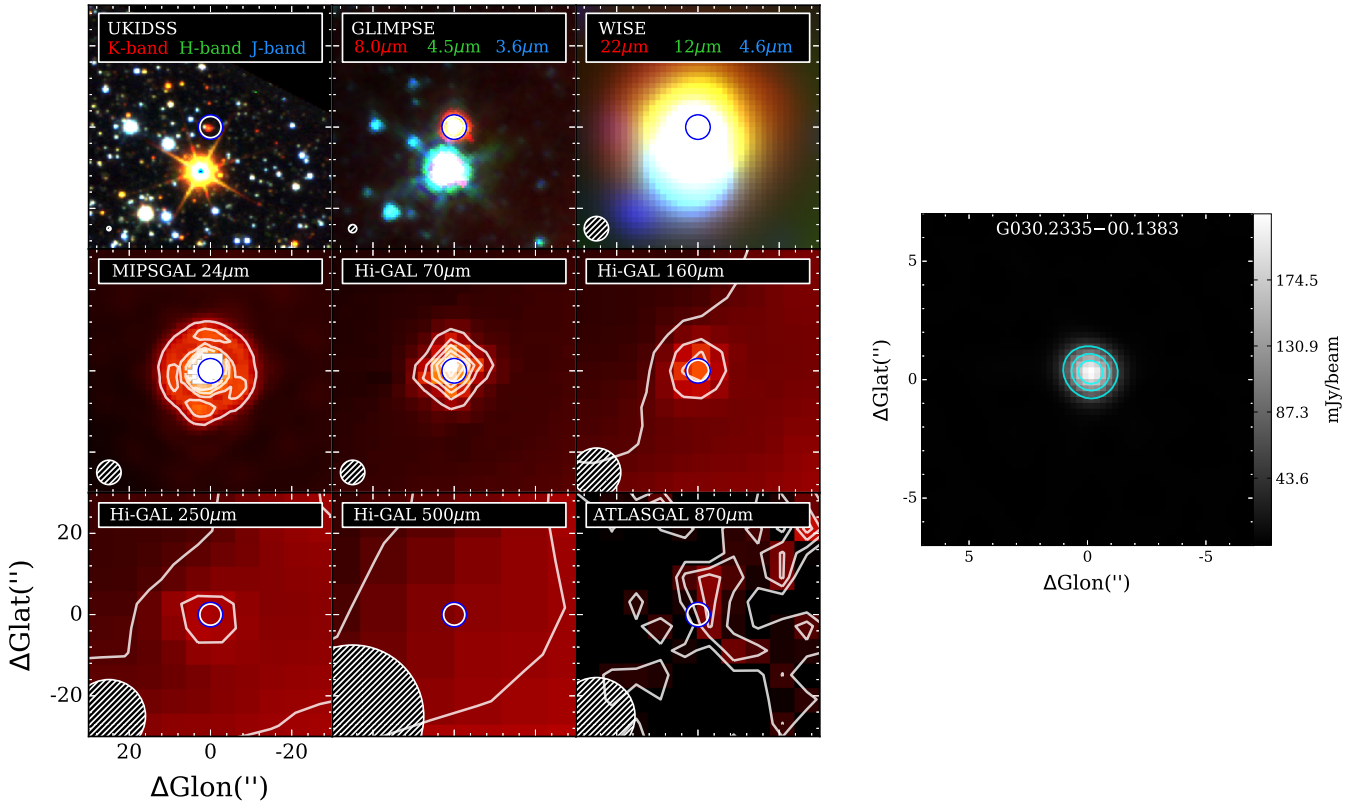 UKIDSS
K-band H-band J-band
GLIMPSE
8.0μm 4.5μm 3.6μm
WISE
22μm 12μm 4.6μm
MIPSGAL 24μm
Hi-GAL 70μm
Hi-GAL 160μm
Hi-GAL 250μm
Hi-GAL 500μm
ATLASGAL 870μm
20
0
-20
ΔGlat('')
20 0 -20
ΔGlon('')
G030.2335−00.1383
5
0
-5
ΔGlat('')
5 0 -5
ΔGlon('')
174.5
130.9
87.3
43.6
mJy/beam